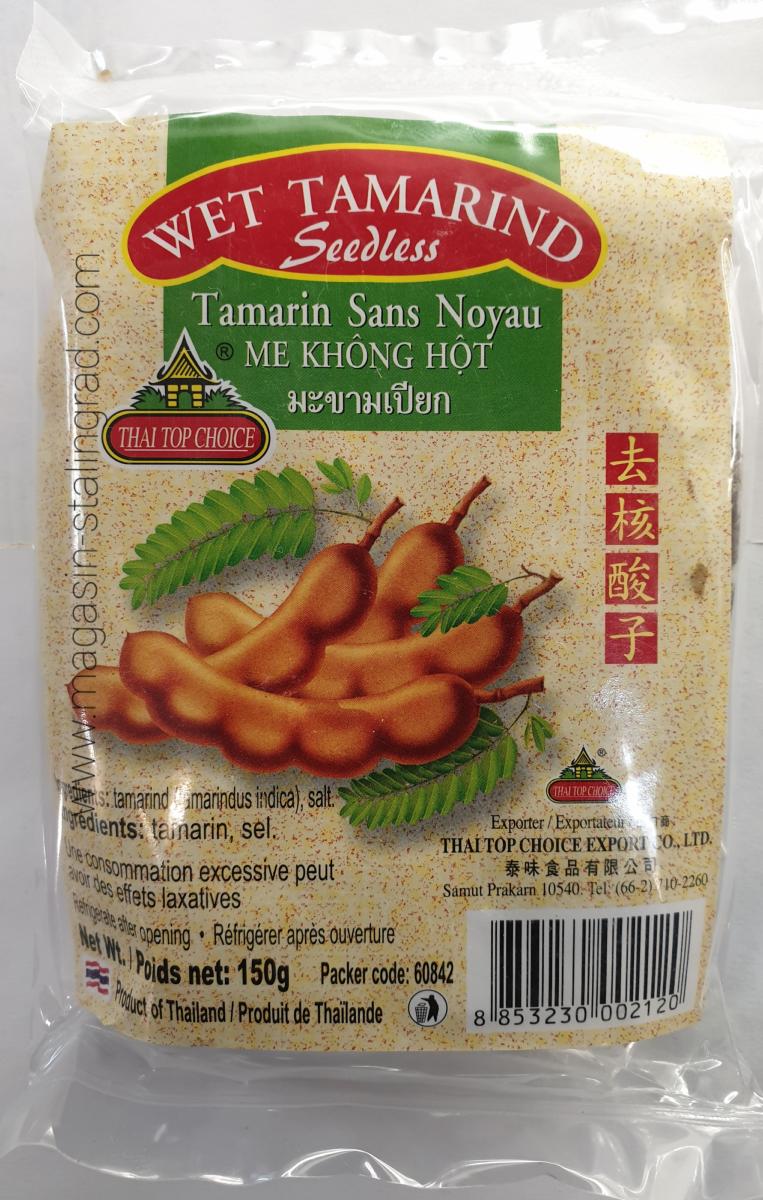 WET TAMARIND
Seedless
Tamarin Sans Noyau
® ME KHÔNG HỘT
มะขามเปียก
THAI TOP CHOICE
去核酸子
www.magasin-stalingrad.com
tamarind amarindus indica), salt.
tamarin, sel.
Une consommation excessive peut
avoir des effets laxatives
Refrigerate after opening • Réfrigérer après ouverture
Net Wt. / Poids net: 150g Packer code: 60842
Product of Thailand / Produit de Thaïlande
®
THAI TOP CHOICE
Exporter / Exportateur
THAI TOP CHOICE EXPORT CO., LTD.
泰味食品有限公司
Samut Prakarn 10540. Tel: (66-2) 710-2260
8 853230 002120